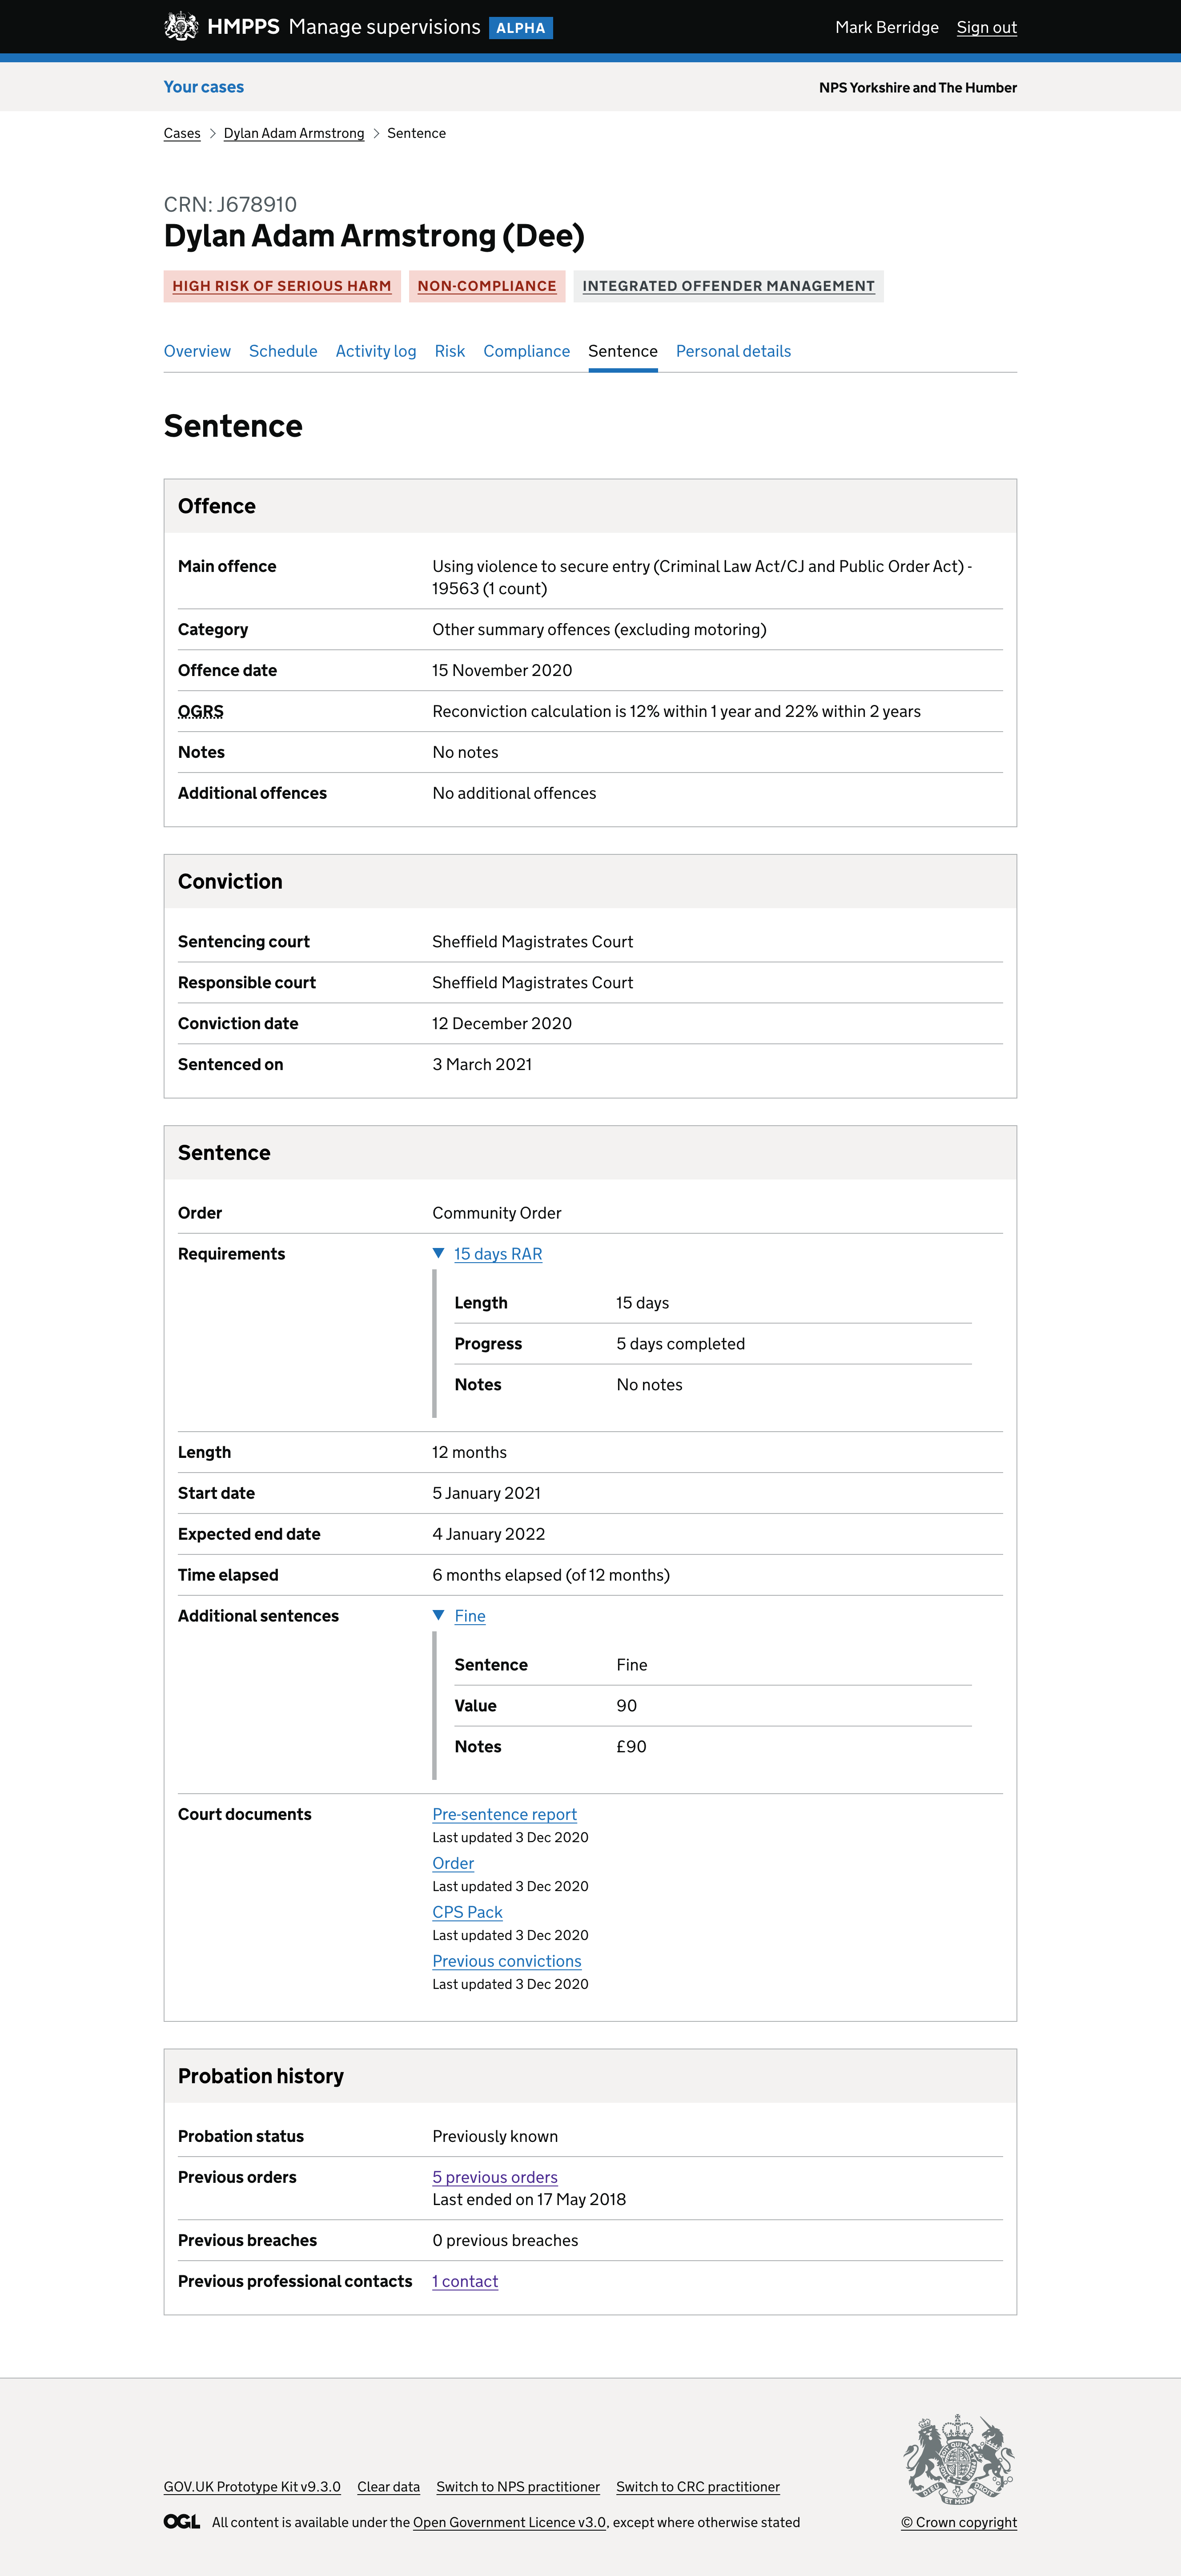 HMPPS Manage supervisions ALPHA Mark Berridge Sign out
Your cases NPS Yorkshire and The Humber
Cases Dylan Adam Armstrong Sentence
CRN: J678910
Dylan Adam Armstrong (Dee)
HIGH RISK OF SERIOUS HARM NON-COMPLIANCE INTEGRATED OFFENDER MANAGEMENT
Overview Schedule Activity log Risk Compliance Sentence Personal details
Sentence
Offence
Main offence Using violence to secure entry (Criminal Law Act/CJ and Public Order Act) -
19563 (1 count)
Category Other summary offences (excluding motoring)
Offence date 15 November 2020
OGRS Reconviction calculation is 12% within 1 year and 22% within 2 years
Notes No notes
Additional offences No additional offences
Conviction
Sentencing court Sheffield Magistrates Court
Responsible court Sheffield Magistrates Court
Conviction date 12 December 2020
Sentenced on 3 March 2021
Sentence
Order Community Order
Requirements 15 days RAR
Length 15 days
Progress 5 days completed
Notes No notes
Length 12 months
Start date 5 January 2021
Expected end date 4 January 2022
Time elapsed 6 months elapsed (of 12 months)
Additional sentences Fine
Sentence Fine
Value 90
Notes £90
Court documents Pre-sentence report
Last updated 3 Dec 2020
Order
Last updated 3 Dec 2020
CPS Pack
Last updated 3 Dec 2020
Previous convictions
Last updated 3 Dec 2020
Probation history
Probation status Previously known
Previous orders 5 previous orders
Last ended on 17 May 2018
Previous breaches 0 previous breaches
Previous professional contacts 1 contact
GOV.UK Prototype Kit v9.3.0 Clear data Switch to NPS practitioner Switch to CRC practitioner
OGL All content is available under the Open Government Licence v3.0, except where otherwise stated © Crown copyright